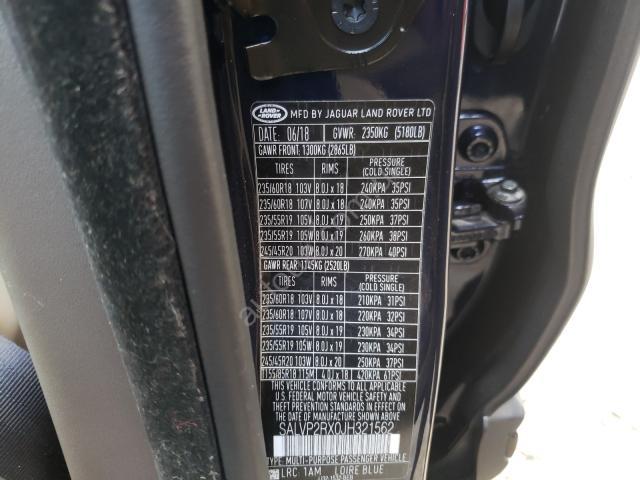 LAND ROVER
MFD BY JAGUAR LAND ROVER LTD
DATE: 06/18 GVWR: 2350KG (5180LB)
GAWR FRONT: 1300KG (2865LB)
TIRES RIMS PRESSURE (COLD SINGLE)
235/60R18 103V 8.0J x 18 240KPA 35PSI
235/60R18 107V 8.0J x 18 240KPA 35PSI
235/55R19 105V 8.0J x 19 250KPA 37PSI
235/55R19 105W 8.0J x 19 260KPA 38PSI
245/45R20 103W 8.0J x 20 270KPA 40PSI
GAWR REAR: 1145KG (2520LB)
TIRES RIMS PRESSURE (COLD SINGLE)
235/60R18 103V 8.0J x 18 210KPA 31PSI
235/60R18 107V 8.0J x 18 220KPA 32PSI
235/55R19 105V 8.0J x 19 230KPA 34PSI
235/55R19 105W 8.0J x 19 230KPA 34PSI
245/45R20 103W 8.0J x 20 250KPA 37PSI
T155/85R18 115M 4.0J x 18 420KPA 61PSI
THIS VEHICLE CONFORMS TO ALL APPLICABLE
U.S. FEDERAL MOTOR VEHICLE SAFETY
STANDARDS IN EFFECT ON THE DATE OF
MANUFACTURE SHOWN ABOVE
SALVP2RX0JH321562
TYPE: MULTI-PURPOSE PASSENGER VEHICLE
LRC 1AM LOIRE BLUE